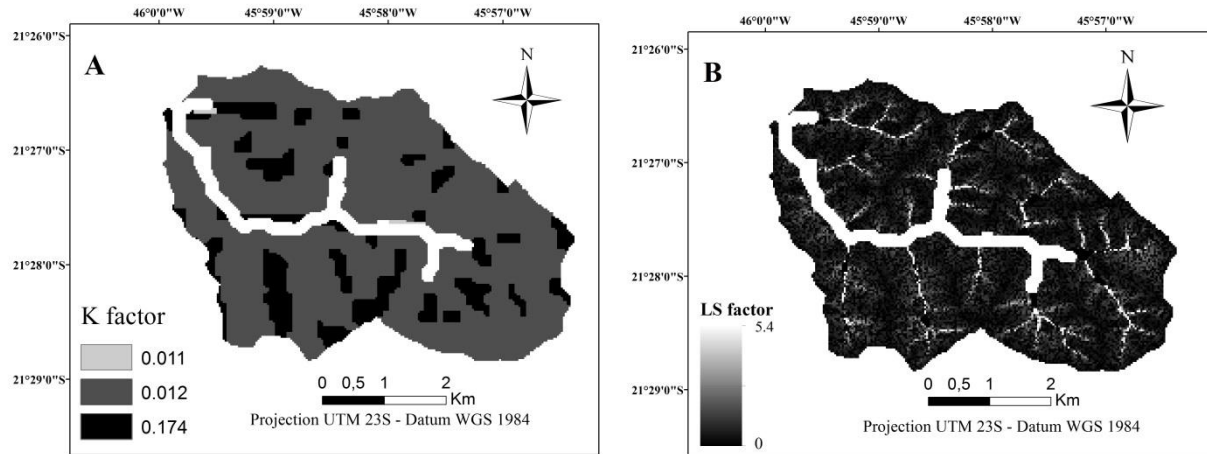 46°0'0"W 45°59'0"W 45°58'0"W 45°57'0"W
21°26'0"S
A
N
21°27'0"S
21°28'0"S
K factor
0.011
0.012
0.174
21°29'0"S
0 0,5 1 2
Km
Projection UTM 23S - Datum WGS 1984
46°0'0"W 45°59'0"W 45°58'0"W 45°57'0"W
21°26'0"S
B
N
21°27'0"S
21°28'0"S
LS factor
5.4
0
21°29'0"S
0 0,5 1 2
Km
Projection UTM 23S - Datum WGS 1984